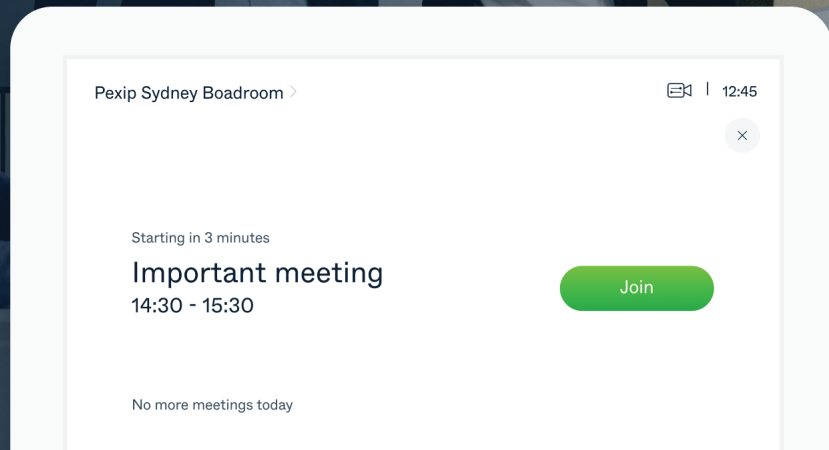 Pexip Sydney Boadroom
12:45
Starting in 3 minutes
Important meeting
14:30 - 15:30
Join
No more meetings today